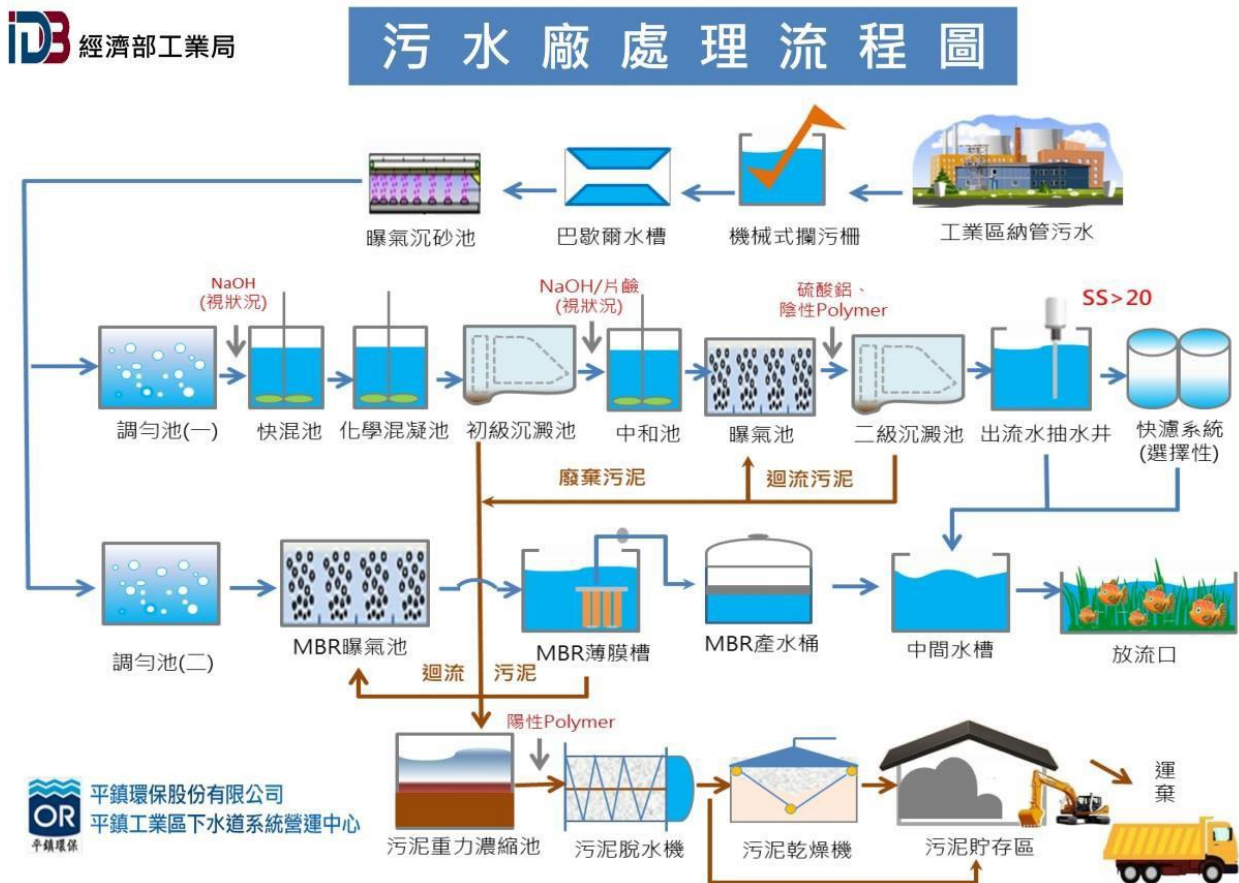 iDB 經濟部工業局
污水廠處理流程圖
曝氣沉砂池
巴歇爾水槽
機械式攔污柵
工業區納管污水
NaOH
(視狀況)
NaOH/片鹼
(視狀況)
硫酸鋁、
陰性Polymer
SS>20
調勻池(一)
快混池
化學混凝池
初級沉澱池
中和池
曝氣池
二級沉澱池
出流水抽水井
快濾系統
(選擇性)
廢棄污泥
迴流污泥
調勻池(二)
MBR曝氣池
MBR薄膜槽
MBR產水桶
中間水槽
放流口
迴流 污泥
陽性Polymer
污泥重力濃縮池
污泥脫水機
污泥乾燥機
污泥貯存區
運
棄
OR
平鎮環保
平鎮環保股份有限公司
平鎮工業區下水道系統營運中心